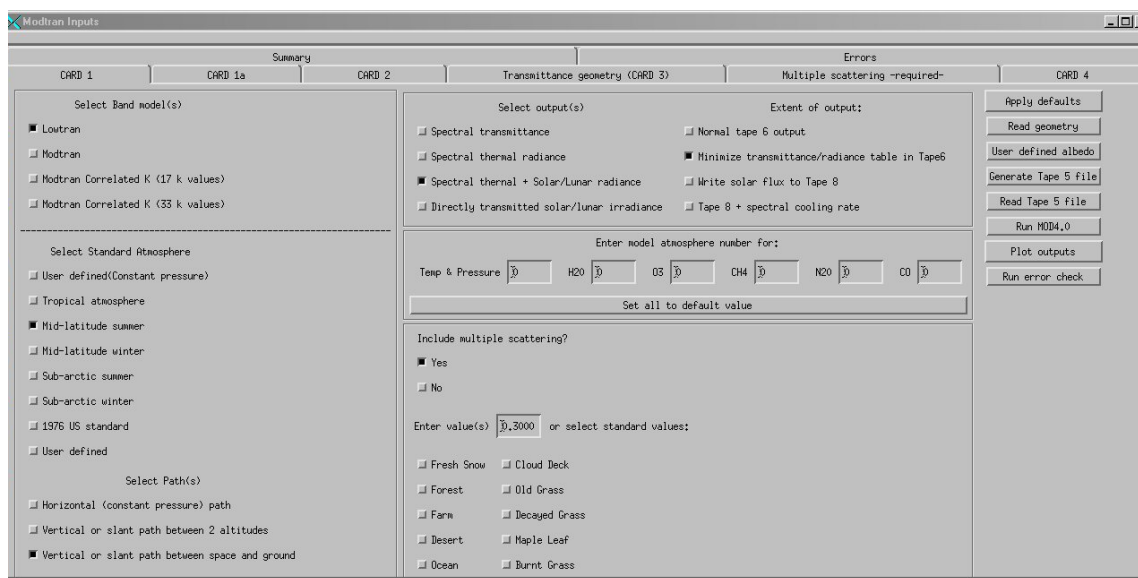 Modtran Inputs
Summary Errors
CARD 1 CARD 1a CARD 2 Transmittance geometry (CARD 3) Multiple scattering -required- CARD 4
Select Band model(s)
Lowtran
Modtran
Modtran Correlated K (17 k values)
Modtran Correlated K (33 k values)
Select Standard Atmosphere
User defined(Constant pressure)
Tropical atmosphere
Mid-latitude summer
Mid-latitude winter
Sub-arctic summer
Sub-arctic winter
1976 US standard
User defined
Select Path(s)
Horizontal (constant pressure) path
Vertical or slant path between 2 altitudes
Vertical or slant path between space and ground
Select output(s) Extent of output:
Spectral transmittance Normal tape 6 output
Spectral thermal radiance Minimize transmittance/radiance table in Tape6
Spectral thernal + Solar/Lunar radiance Write solar flux to Tape 8
Directly transmitted solar/lunar irradiance Tape 8 + spectral cooling rate
Enter model atmosphere number for:
Temp & Pressure 0 H2O 0 O3 0 CH4 0 N2O 0 CO 0
Set all to default value
Include multiple scattering?
Yes
No
Enter value(s) 0.3000 or select standard values:
Fresh Snow Cloud Deck
Forest Old Grass
Farm Decayed Grass
Desert Maple Leaf
Ocean Burnt Grass
Apply defaults
Read geometry
User defined albedo
Generate Tape 5 file
Read Tape 5 file
Run MOD4.0
Plot outputs
Run error check